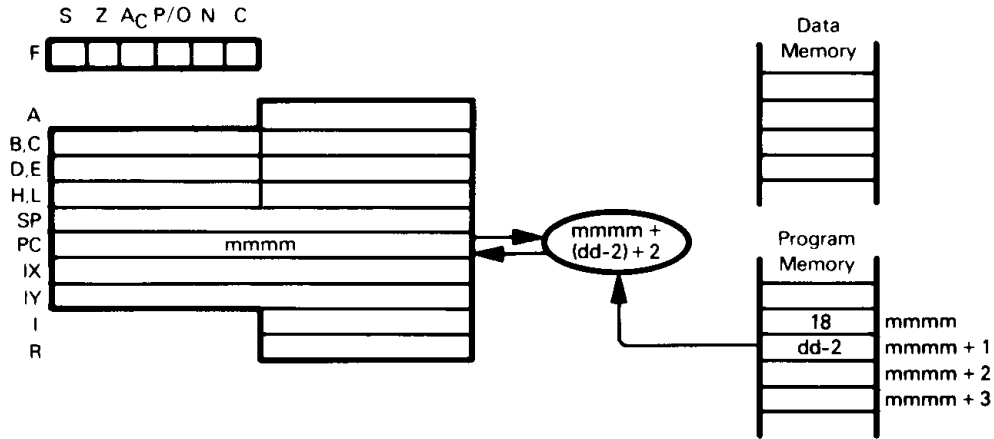 S Z AC P/O N C
F
A
B,C
D,E
H,L
SP
PC mmmm
IX
IY
I
R
mmmm +
(dd-2) + 2
Data
Memory
Program
Memory
18 mmmm
dd-2 mmmm + 1
mmmm + 2
mmmm + 3